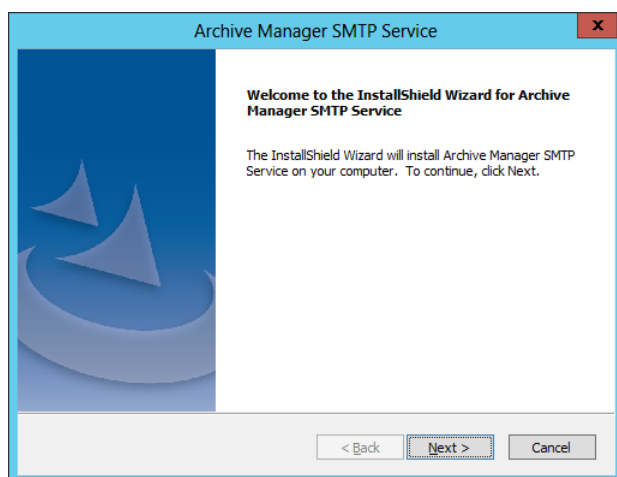 Archive Manager SMTP Service
x
Welcome to the InstallShield Wizard for Archive
Manager SMTP Service
The InstallShield Wizard will install Archive Manager SMTP
Service on your computer. To continue, click Next.
< Back Next > Cancel